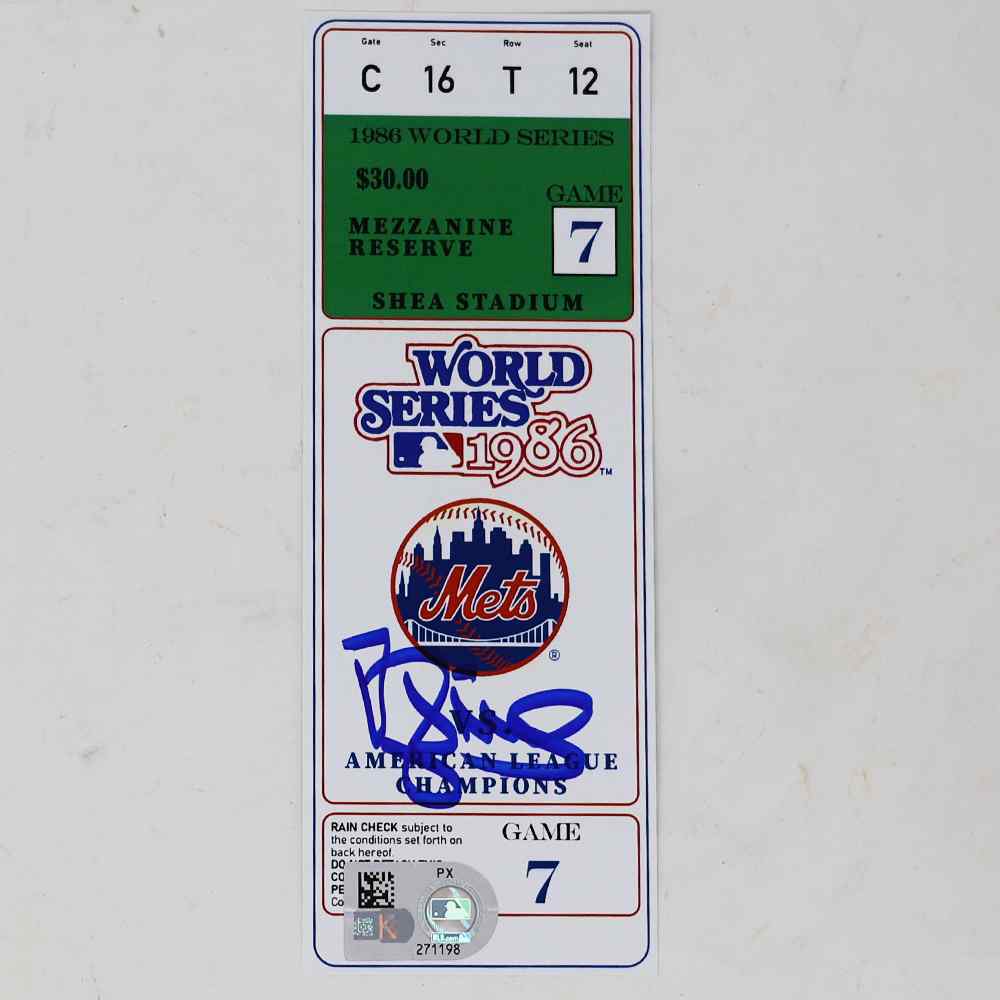 Gate Sec Row Seat
C 16 T 12
1986 WORLD SERIES
$30.00
GAME
7
MEZZANINE
RESERVE
SHEA STADIUM
WORLD
SERIES
1986 TM
Mets
®
VS.
AMERICAN LEAGUE
CHAMPIONS
RAIN CHECK subject to
the conditions set forth on
back hereof.
GAME
7
PX
K
271198